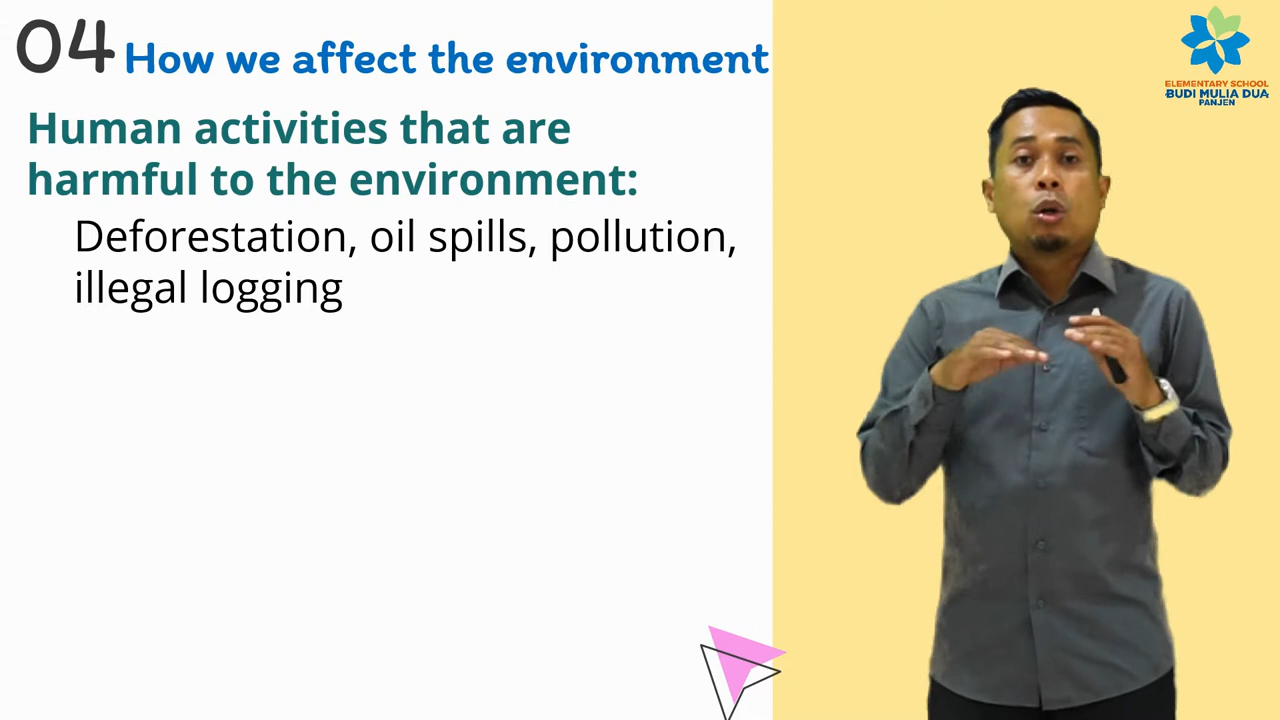 04 How we affect the environment
Human activities that are
harmful to the environment:
Deforestation, oil spills, pollution,
illegal logging
ELEMENTARY SCHOOL
BUDI MULIA DUA
PANJEN